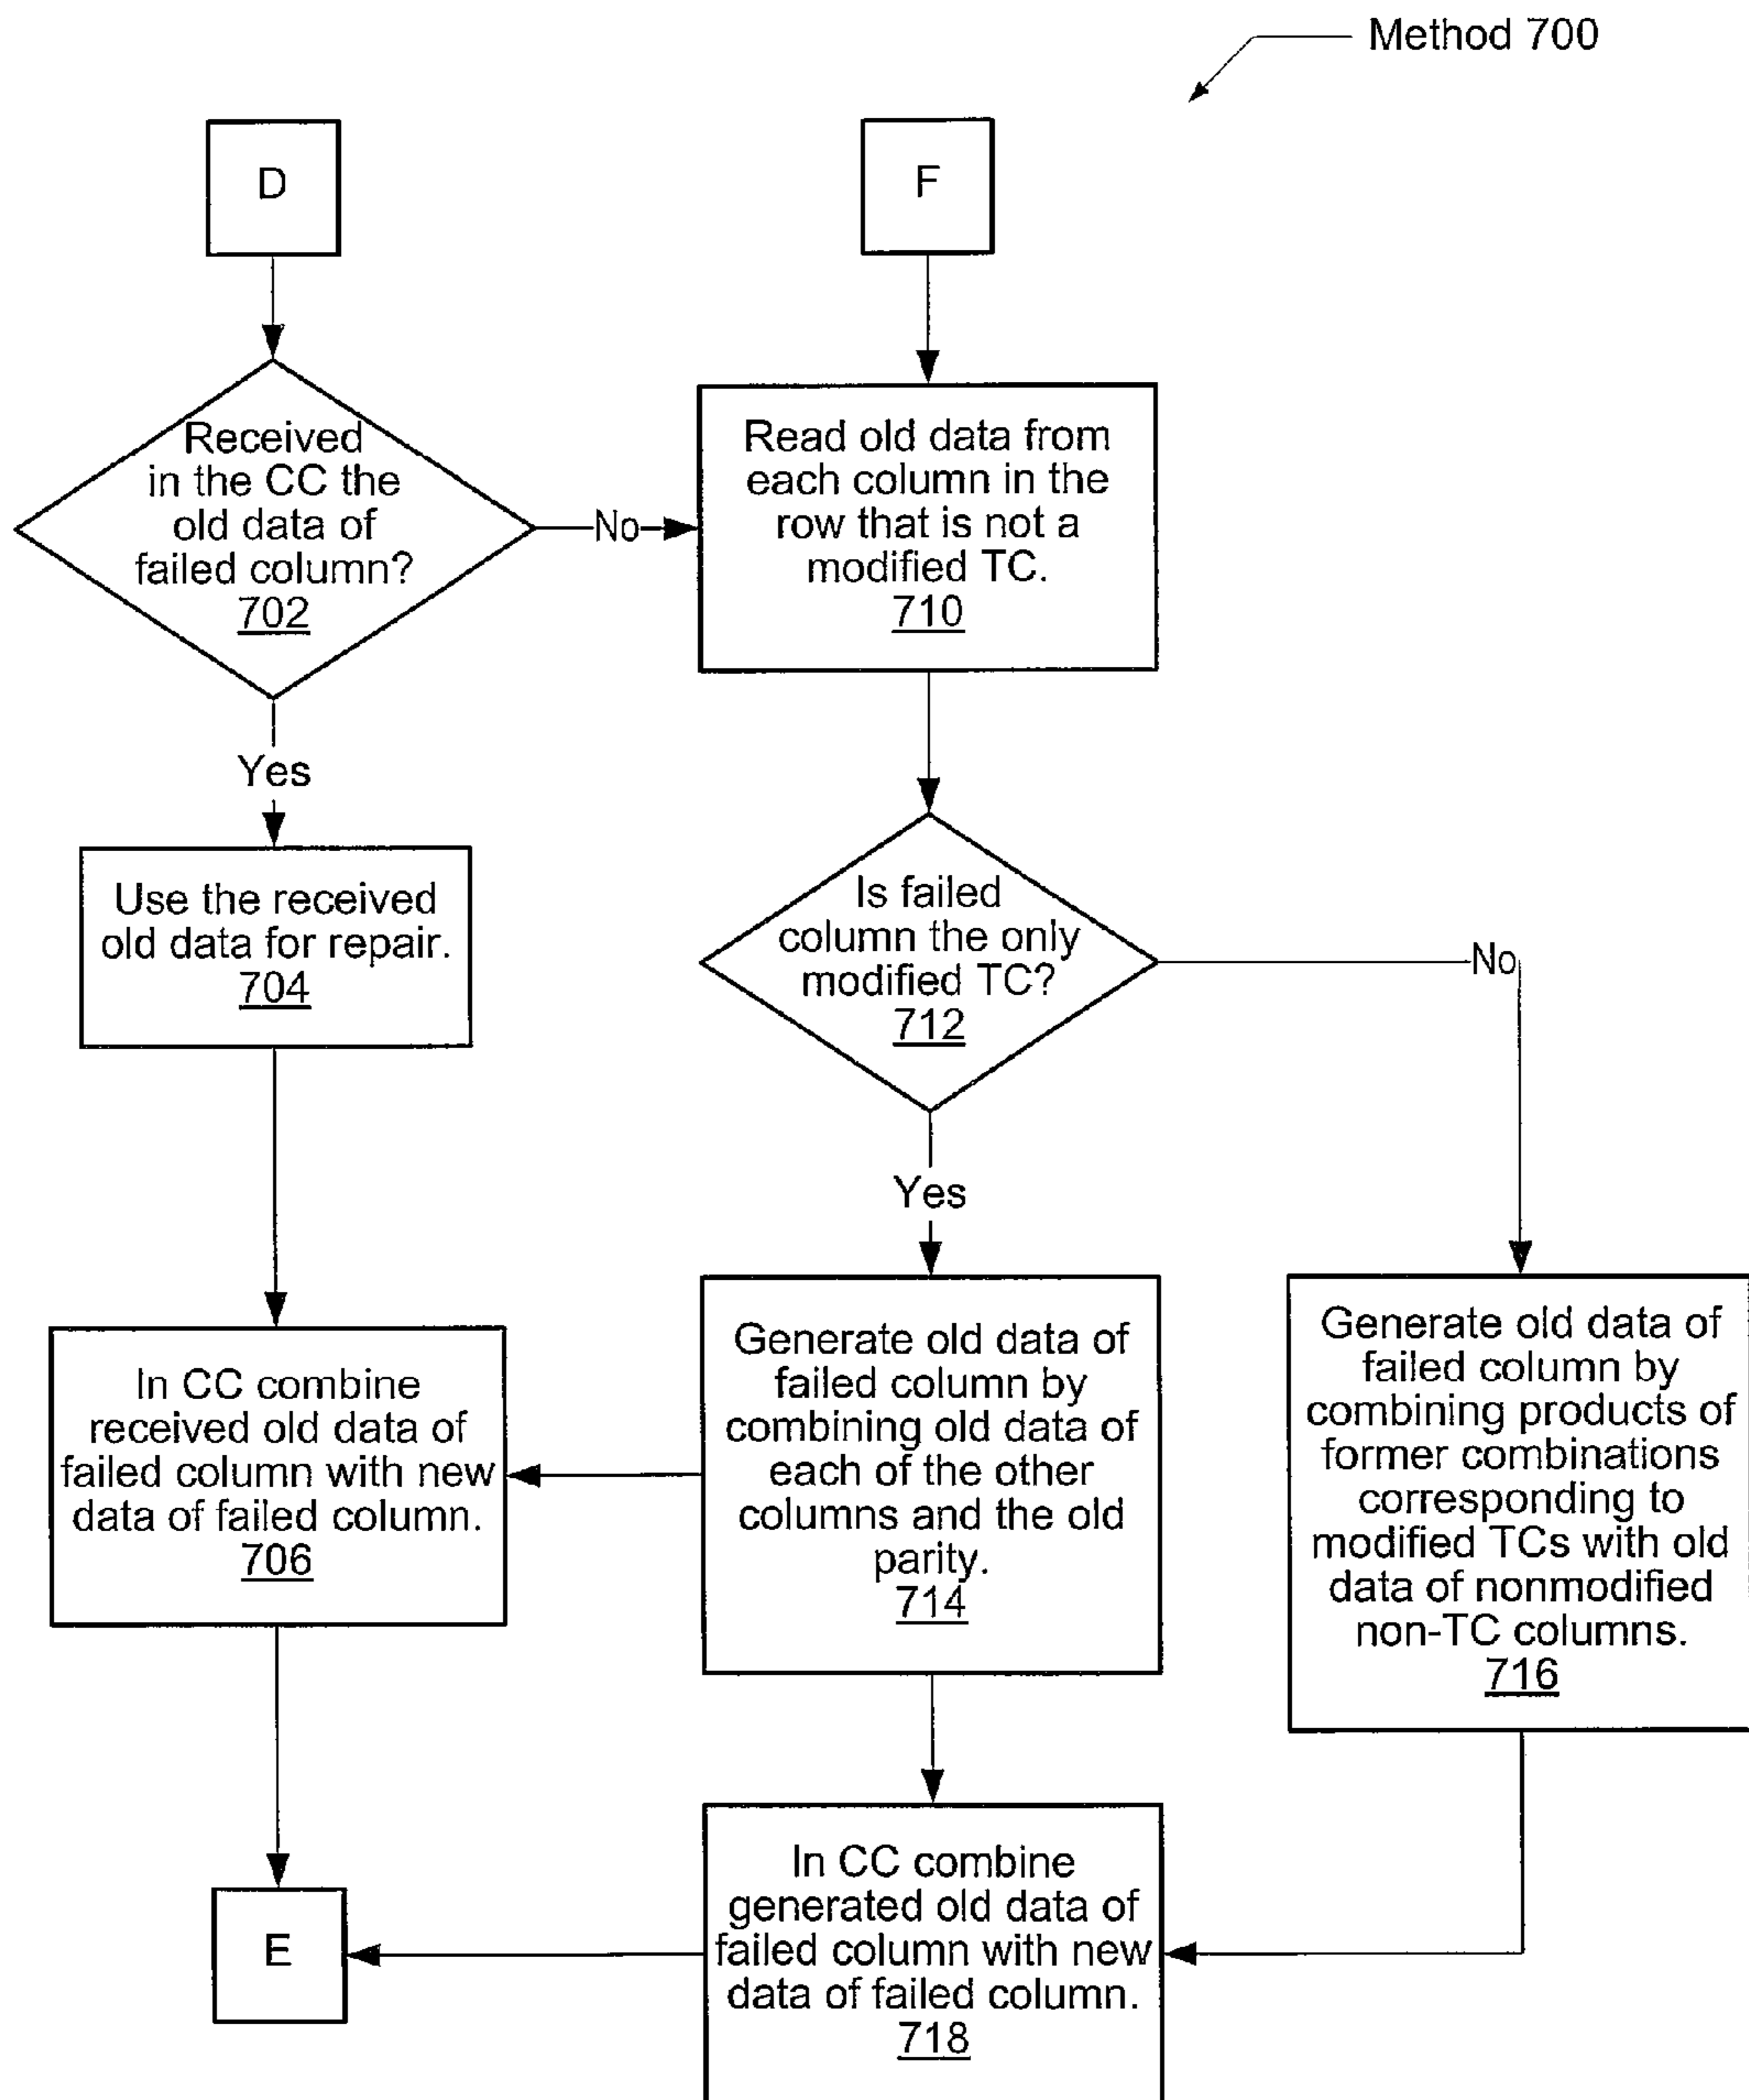 Method 700
D
F
Received
in the CC the
old data of
failed column?
702
No
Read old data from
each column in the
row that is not a
modified TC.
710
Yes
Use the received
old data for repair.
704
Is failed
column the only
modified TC?
712
No
Yes
In CC combine
received old data of
failed column with new
data of failed column.
706
Generate old data of
failed column by
combining old data of
each of the other
columns and the old
parity.
714
Generate old data of
failed column by
combining products of
former combinations
corresponding to
modified TCs with old
data of nonmodified
non-TC columns.
716
E
In CC combine
generated old data of
failed column with new
data of failed column.
718